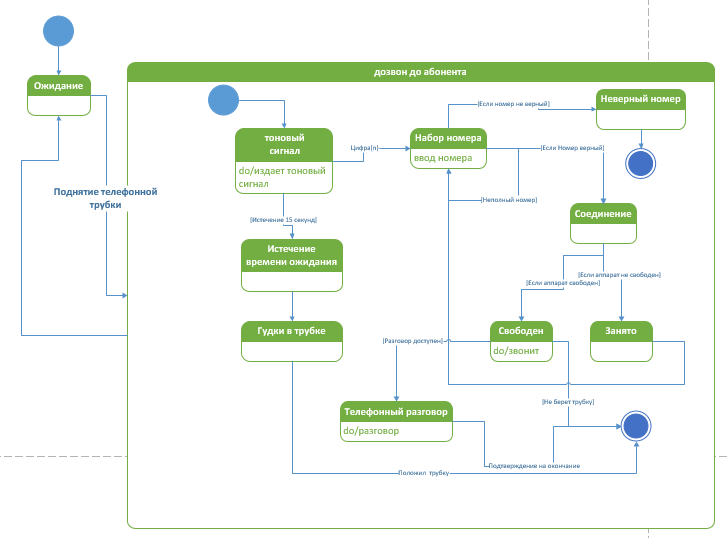 дозвон до абонента
Ожидание
Поднятие телефонной
трубки
тоновый
сигнал
do/издает тоновый
сигнал
Цифра(n)
Набор номера
ввод номера
[Если номер не верный]
Неверный номер
[Если Номер верный]
[Неполный номер]
Соединение
[Истечение 15 секунд]
Истечение
времени ожидания
[Если аппарат не свободен]
[Если аппарат свободен]
Гудки в трубке
Свободен
do/звонит
Занято
[Разговор доступен]
[Не берет трубку]
Телефонный разговор
do/разговор
Подтверждение на окончание
Положил трубку